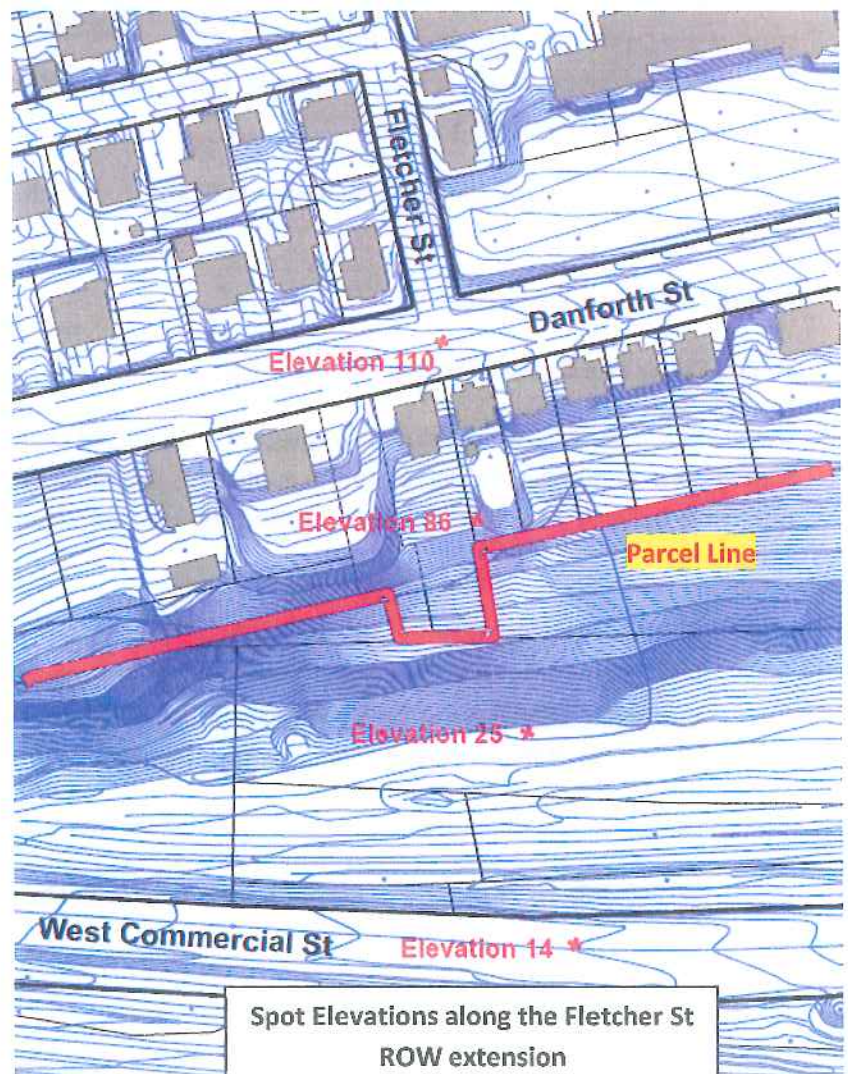 Fletcher St
Danforth St
Elevation 110 *
Elevation 86 *
Parcel Line
Elevation 25 *
West Commercial St
Elevation 14 *
Spot Elevations along the Fletcher St
ROW extension